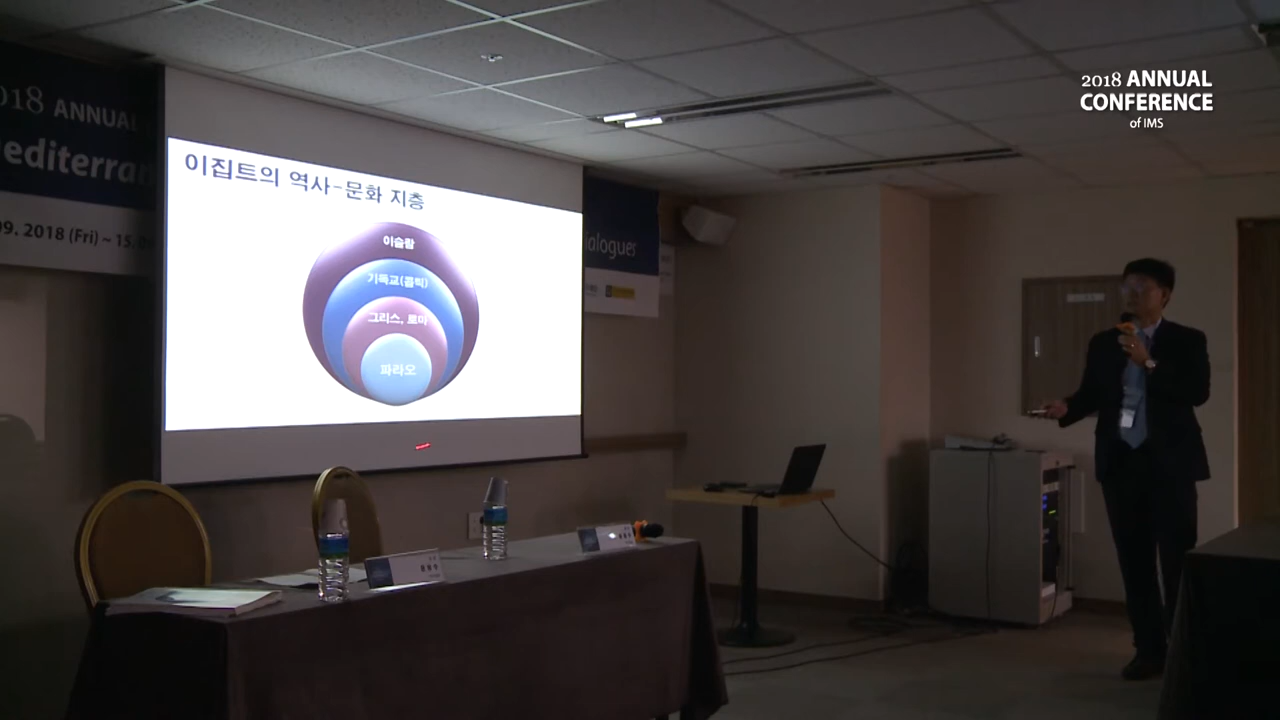 2018 ANNUAL
CONFERENCE
of IMS
018 ANNUAL
editerran
09. 2018 (Fri) ~ 15.
이집트의 역사-문화 지층
이슬람
기독교(콥틱)
그리스, 로마
파라오
alogues